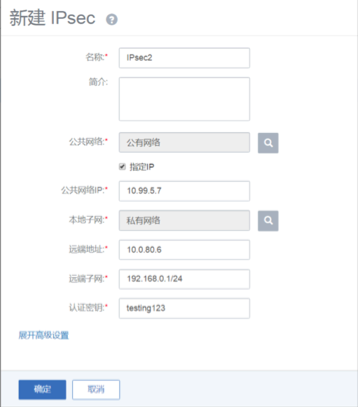 新建 IPsec ?
名称:* IPsec2
简介:
公共网络:* 公有网络
指定IP
公共网络IP:* 10.99.5.7
本地子网:* 私有网络
远端地址:* 10.0.80.6
远端子网:* 192.168.0.1/24
认证密钥:* testing123
展开高级设置
确定 取消